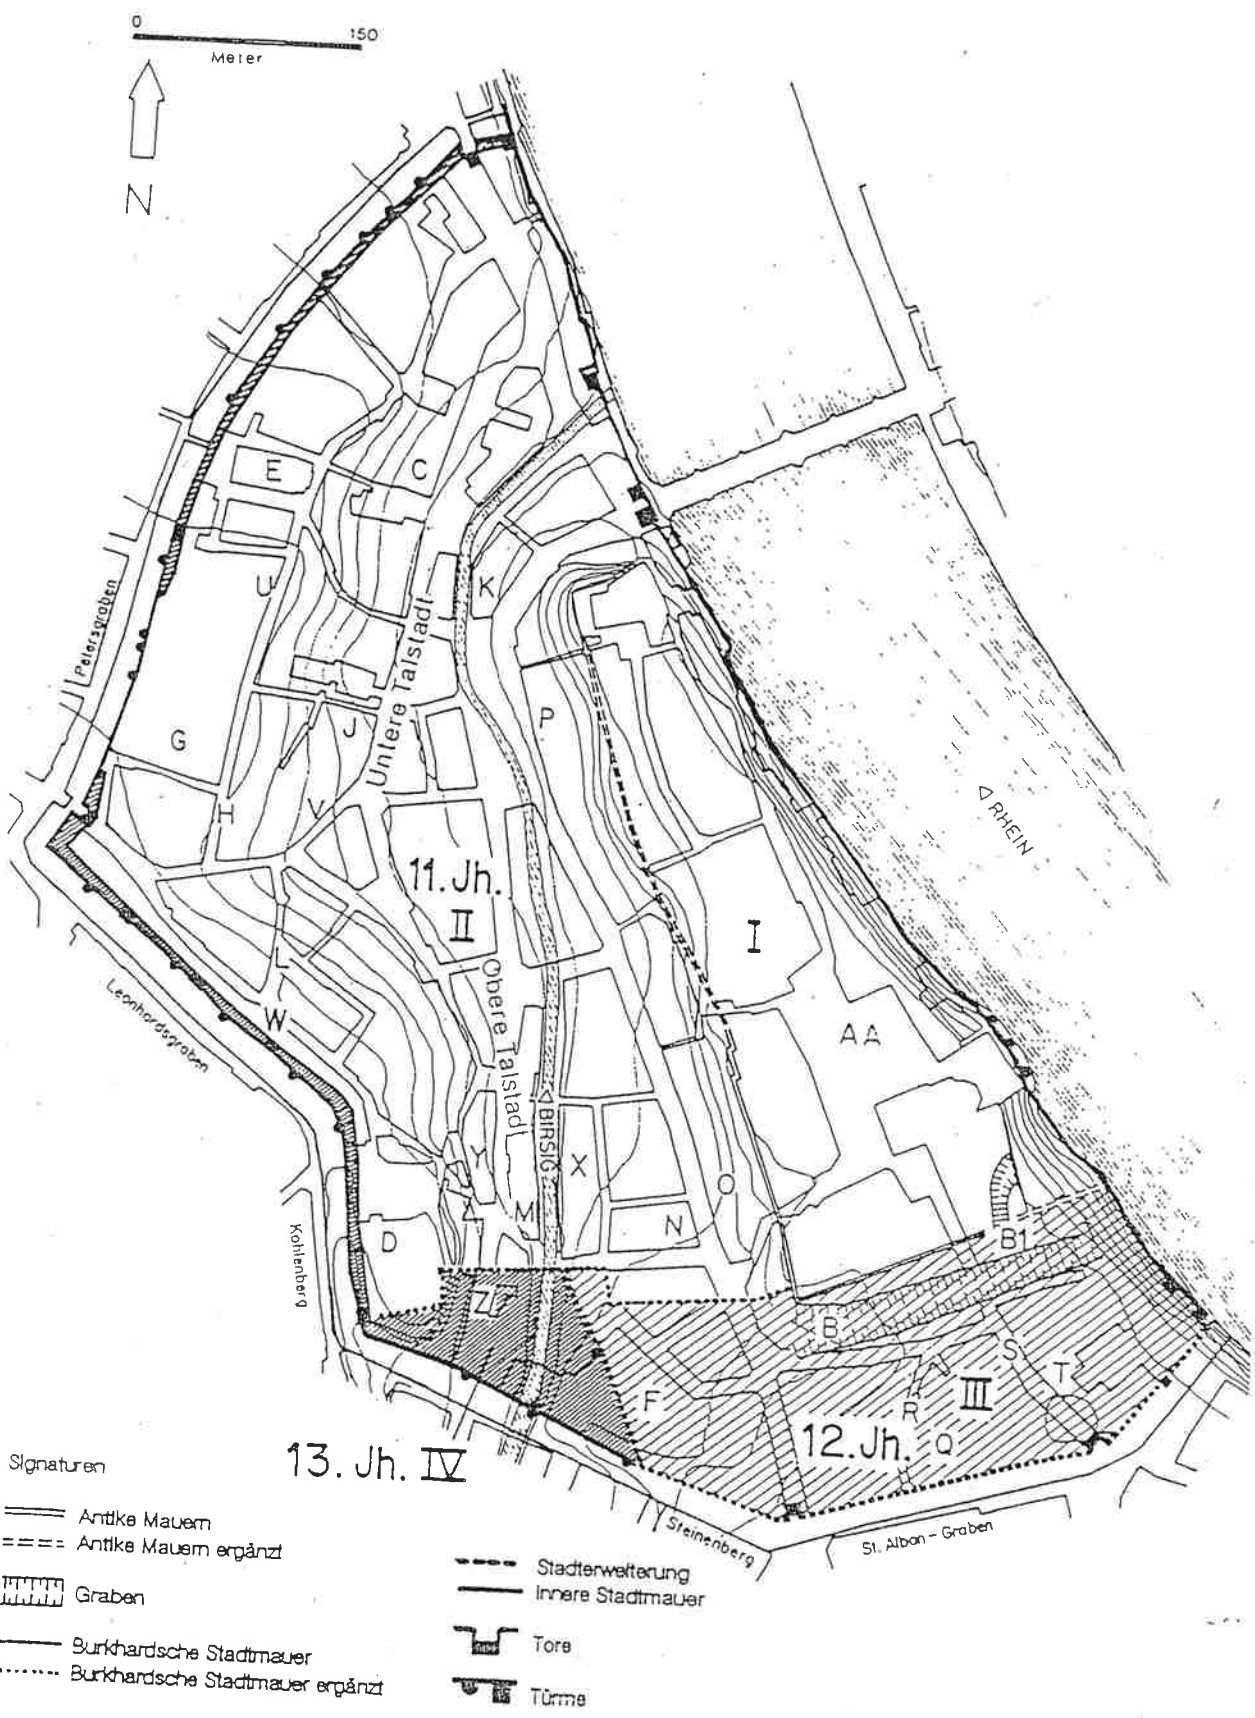 0 150
Meter
N
E
C
U
K
Petersgraben
Untere Talstadt
P
G
J
H
V
RHEIN
11. Jh.
II
I
L
Obere Talstadt
W
Leonhardsgraben
AA
BIRSIG
Y
X
O
M
N
D
Kohlenberg
B1
Z
B
S
T
F
III
R
12. Jh.
Q
13. Jh. IV
Steinenberg
St. Alban-Graben
Signaturen
Antike Mauern
Antike Mauern ergänzt
Graben
Burkhardsche Stadtmauer
Burkhardsche Stadtmauer ergänzt
Stadterweiterung
Innere Stadtmauer
Tore
Türme